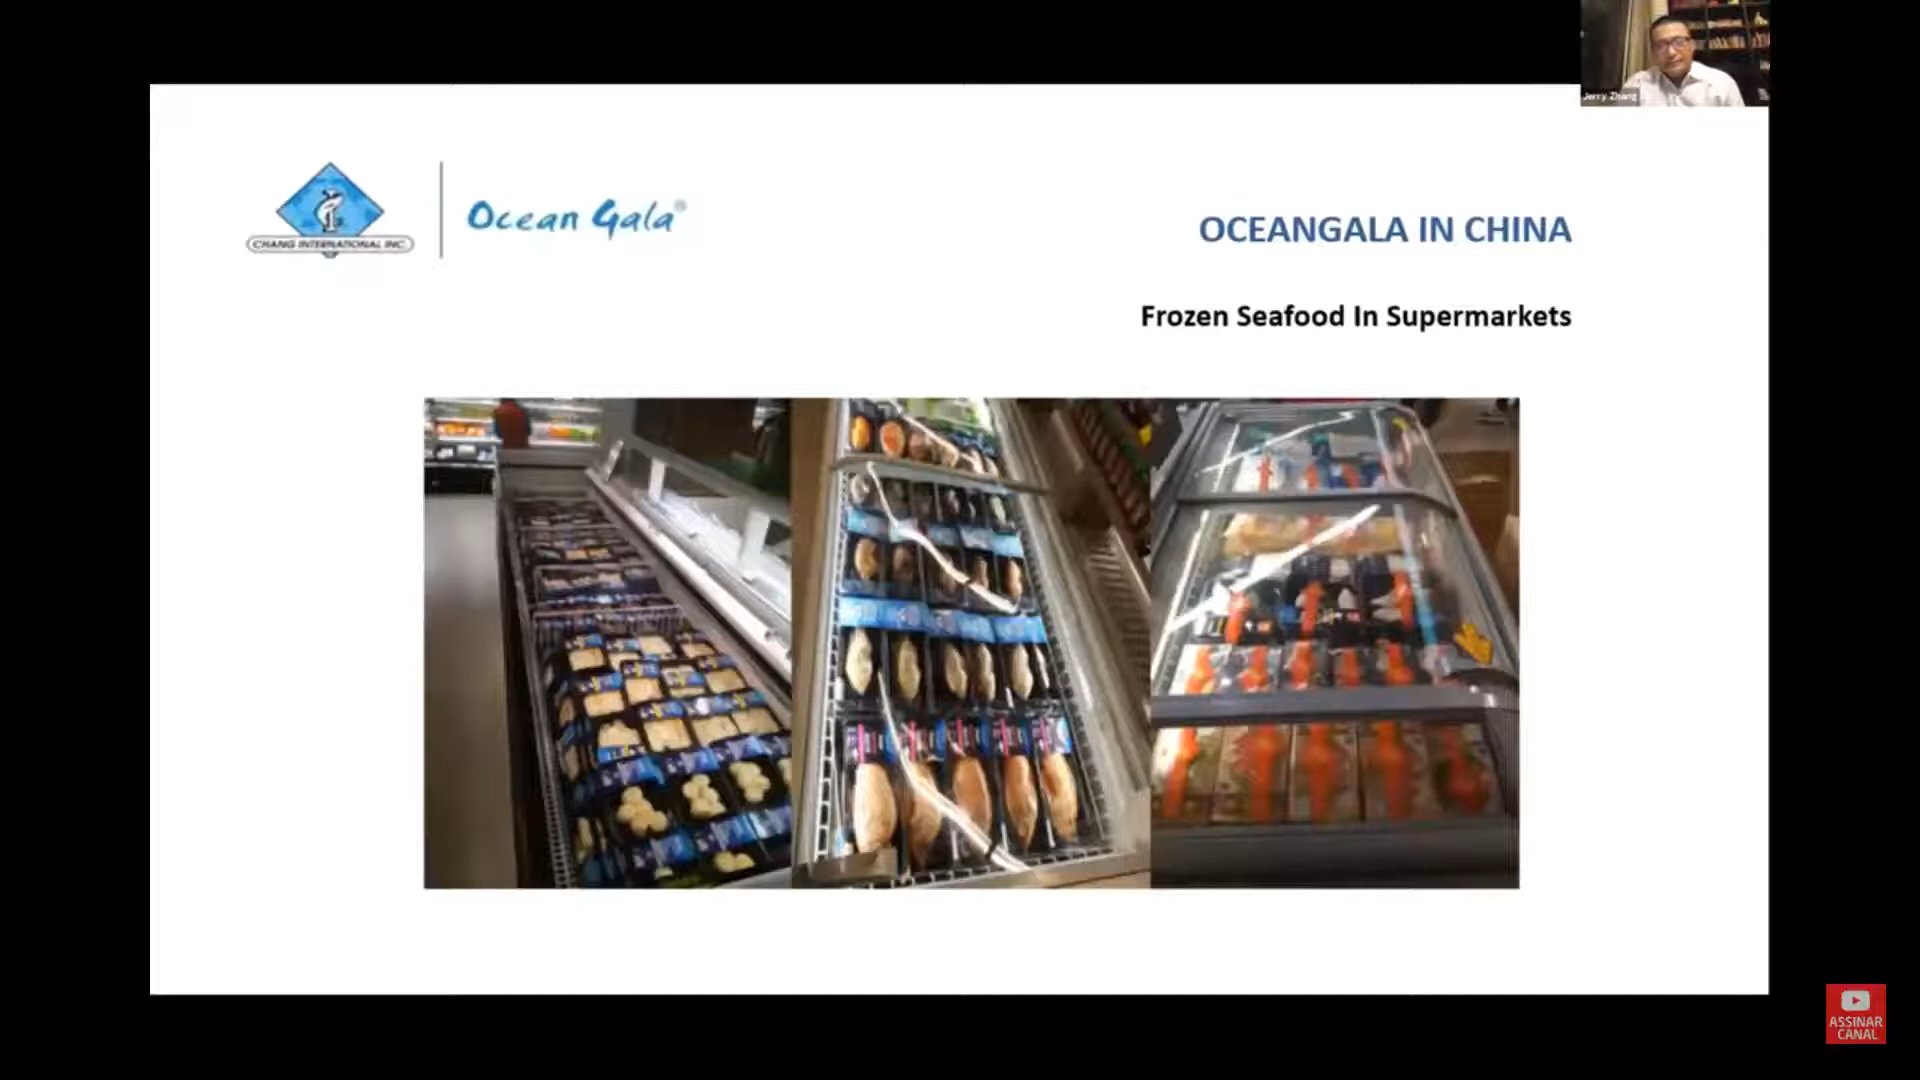 Jerry Zhang
CHANG INTERNATIONAL INC.
Ocean Gala®
OCEANGALA IN CHINA
Frozen Seafood In Supermarkets
ASSINAR
CANAL